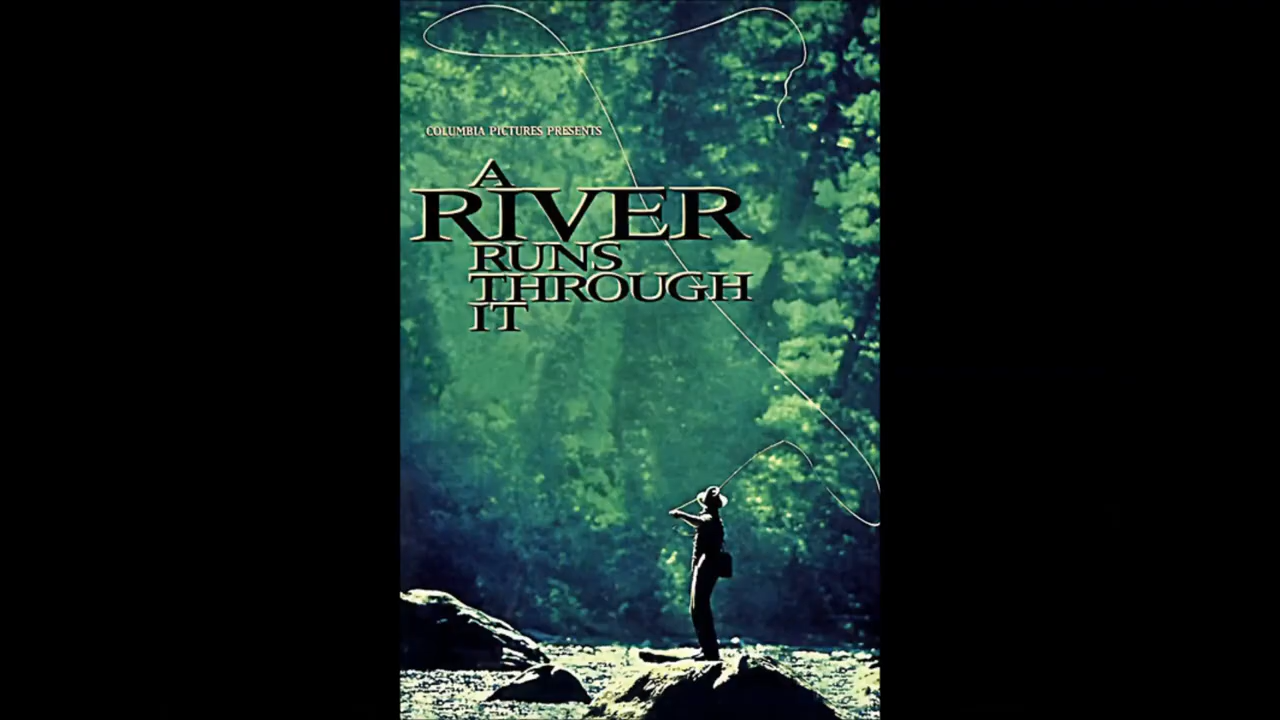 COLUMBIA PICTURES PRESENTS
A
RIVER
RUNS
THROUGH
IT